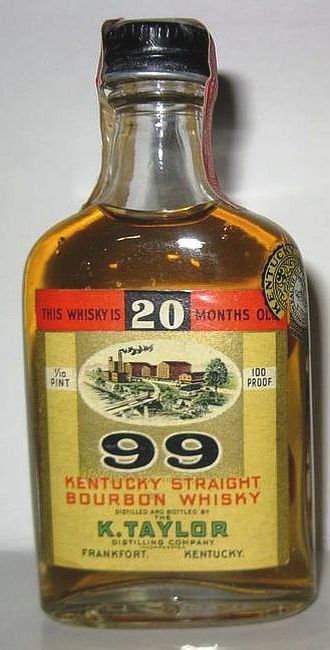 THIS WHISKY IS 20 MONTHS OLD
KENTUCKY
1/10 PINT
100 PROOF
99
KENTUCKY STRAIGHT
BOURBON WHISKY
DISTILLED AND BOTTLED BY
THE
K. TAYLOR
DISTILLING COMPANY
INCORPORATED
FRANKFORT. KENTUCKY.